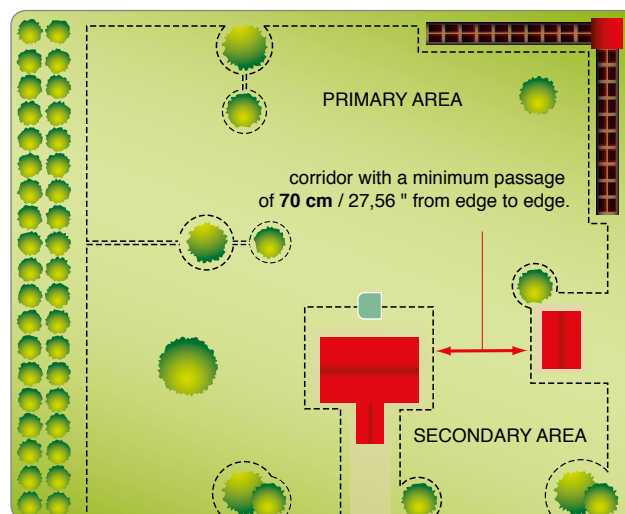 PRIMARY AREA
corridor with a minimum passage
of 70 cm / 27,56 " from edge to edge.
SECONDARY AREA